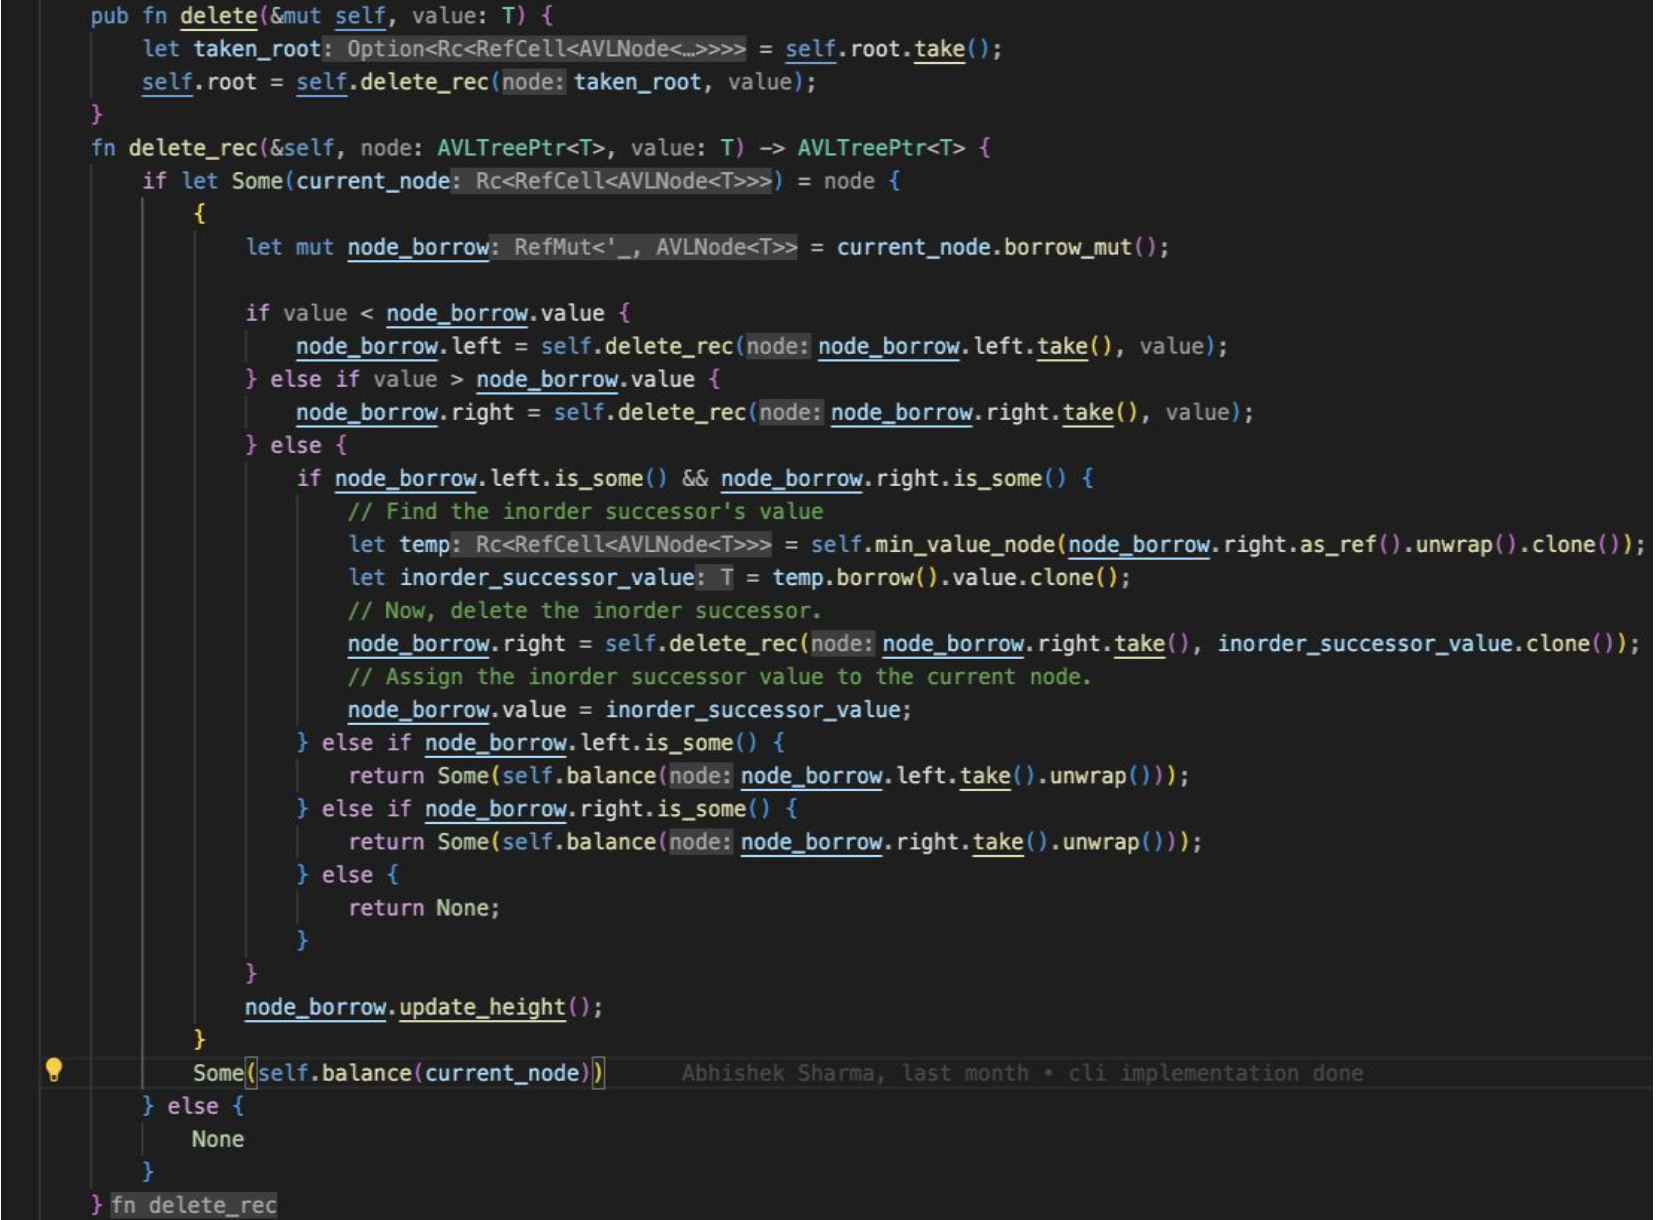 pub fn delete(&mut self, value: T) {
let taken_root: Option<Rc<RefCell<AVLNode<…>>>> = self.root.take();
self.root = self.delete_rec(node: taken_root, value);
}
fn delete_rec(&self, node: AVLTreePtr<T>, value: T) -> AVLTreePtr<T> {
if let Some(current_node: Rc<RefCell<AVLNode<T>>>) = node {
{
let mut node_borrow: RefMut<'_, AVLNode<T>> = current_node.borrow_mut();
if value < node_borrow.value {
node_borrow.left = self.delete_rec(node: node_borrow.left.take(), value);
} else if value > node_borrow.value {
node_borrow.right = self.delete_rec(node: node_borrow.right.take(), value);
} else {
if node_borrow.left.is_some() && node_borrow.right.is_some() {
// Find the inorder successor's value
let temp: Rc<RefCell<AVLNode<T>>> = self.min_value_node(node_borrow.right.as_ref().unwrap().clone());
let inorder_successor_value: T = temp.borrow().value.clone();
// Now, delete the inorder successor.
node_borrow.right = self.delete_rec(node: node_borrow.right.take(), inorder_successor_value.clone());
// Assign the inorder successor value to the current node.
node_borrow.value = inorder_successor_value;
} else if node_borrow.left.is_some() {
return Some(self.balance(node: node_borrow.left.take().unwrap()));
} else if node_borrow.right.is_some() {
return Some(self.balance(node: node_borrow.right.take().unwrap()));
} else {
return None;
}
}
node_borrow.update_height();
}
Some(self.balance(current_node)) Abhishek Sharma, last month • cli implementation done
} else {
None
}
} fn delete_rec